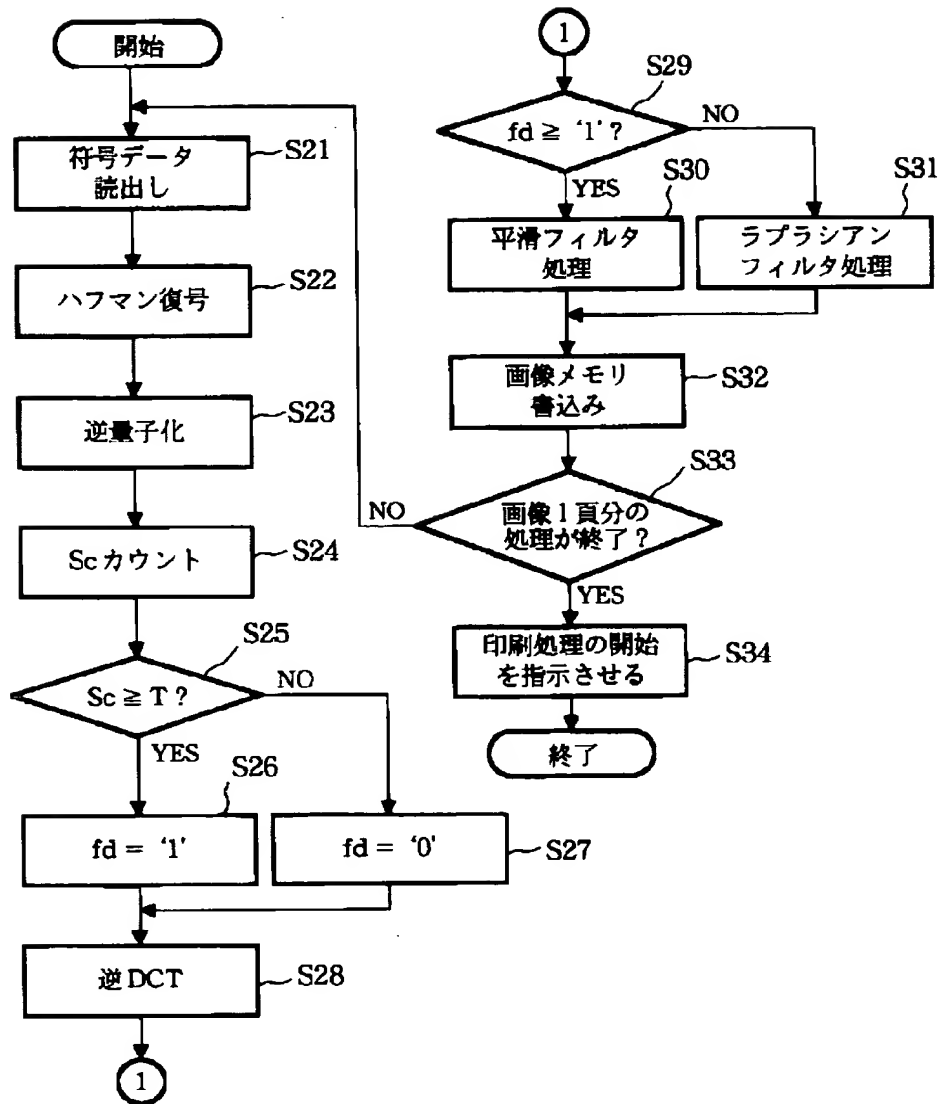 開始
符号データ
読出し
S21
ハフマン復号
S22
逆量子化
S23
Scカウント
S24
Sc ≧ T ?
S25
NO
YES
fd = '1'
S26
fd = '0'
S27
逆DCT
S28
1
1
fd ≧ '1' ?
S29
NO
YES
平滑フィルタ
処理
S30
ラプラシアン
フィルタ処理
S31
画像メモリ
書込み
S32
画像1頁分の
処理が終了?
S33
NO
YES
印刷処理の開始
を指示させる
S34
終了